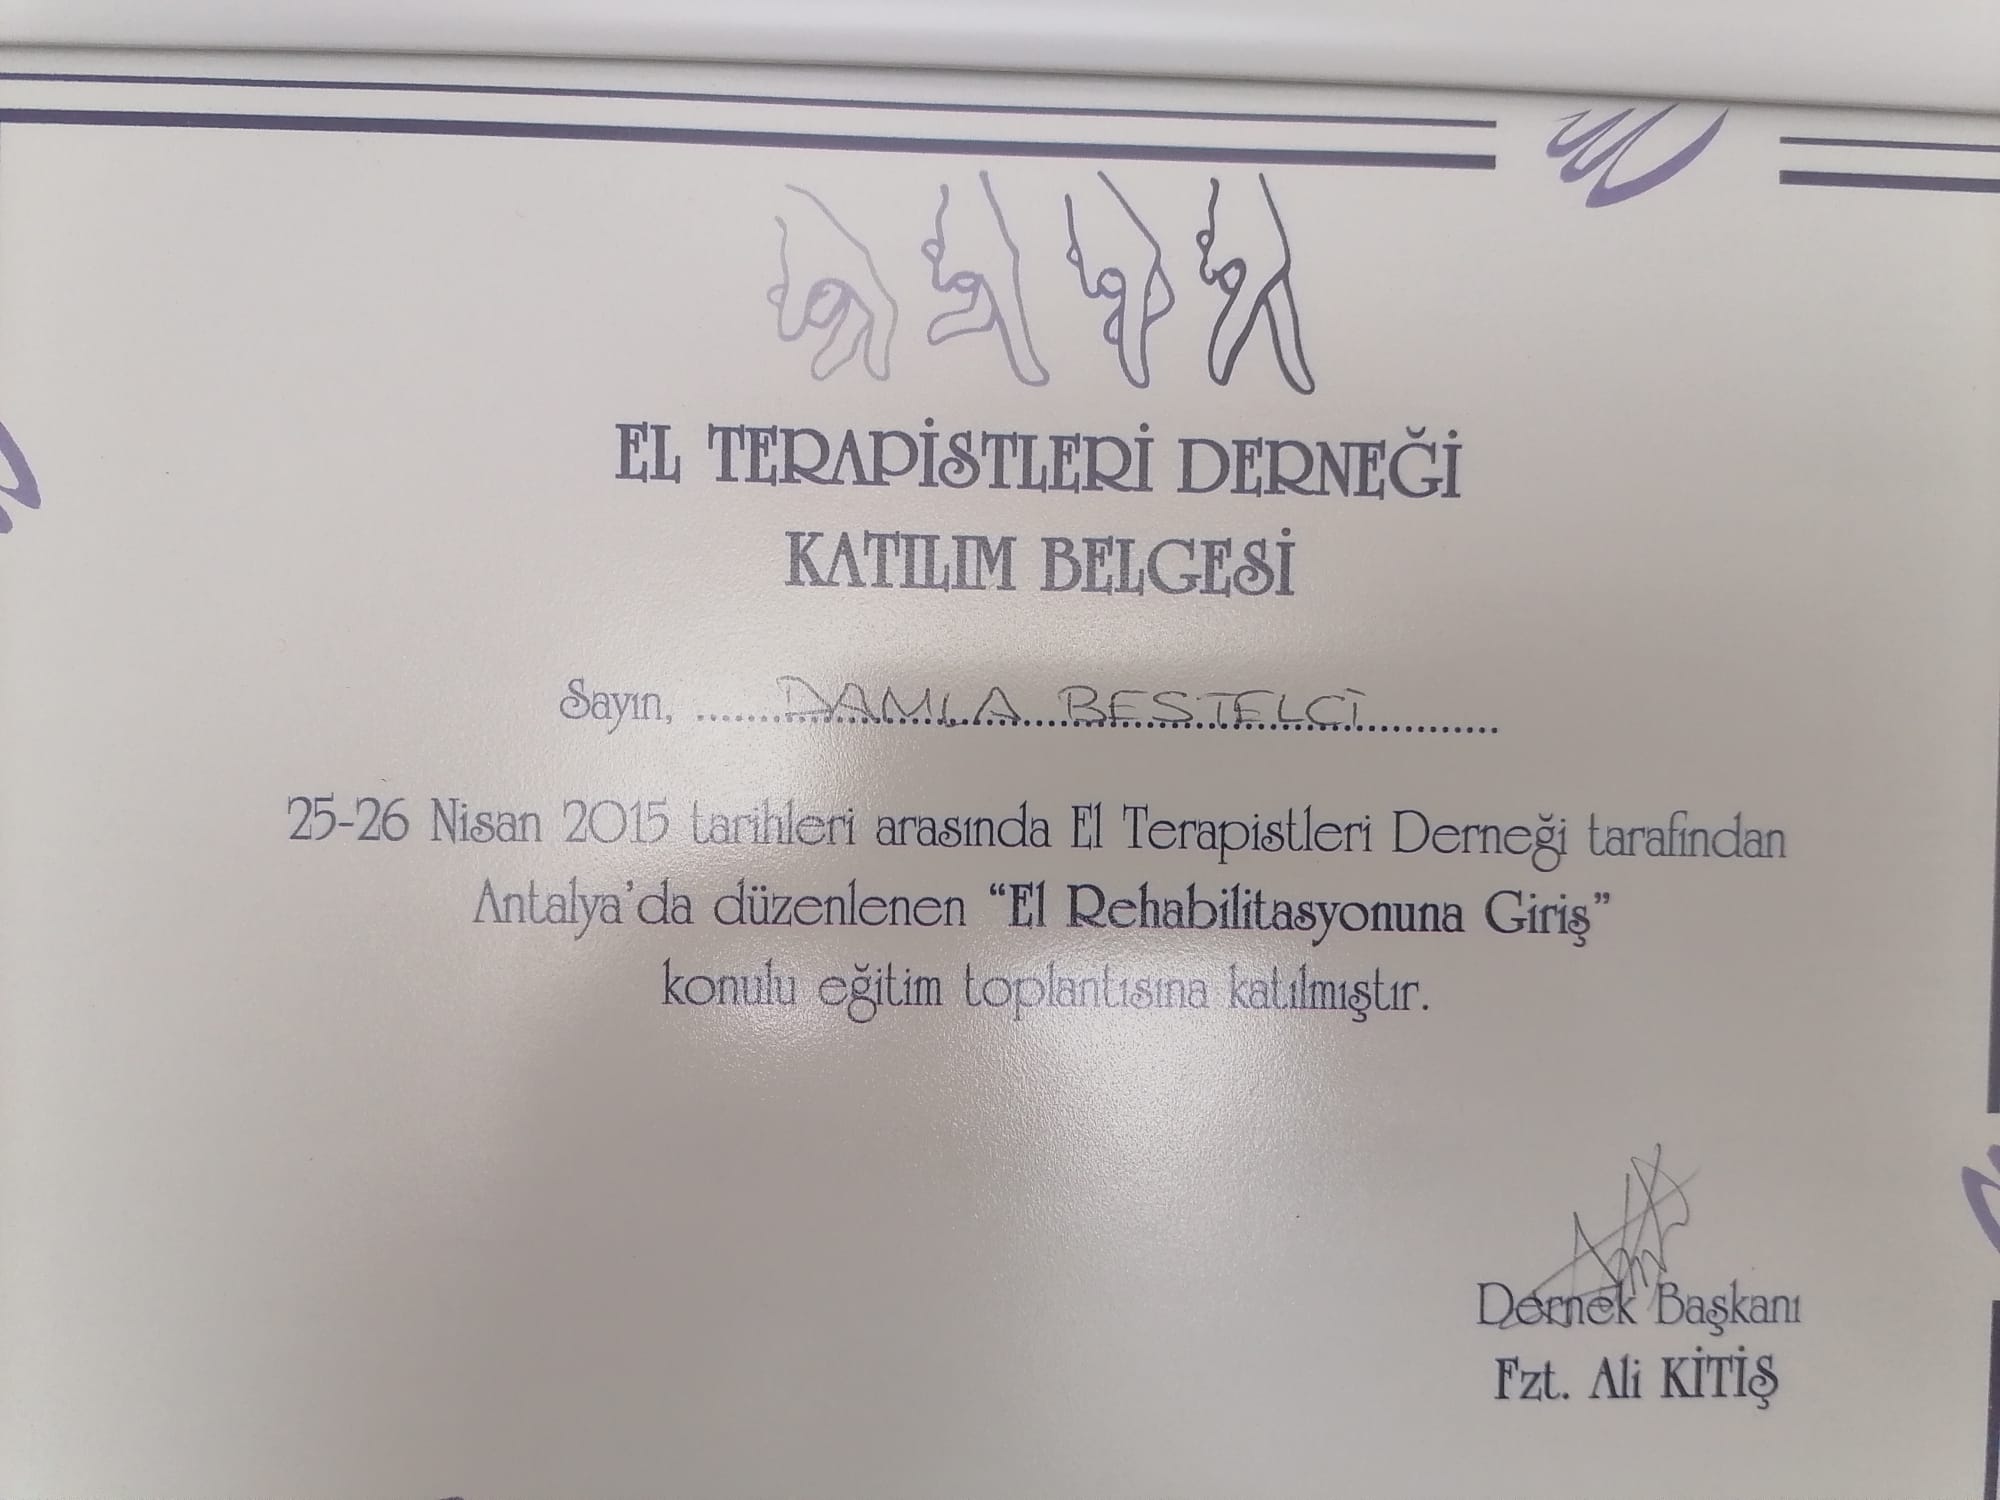 EL TERAPİSTLERİ DERNEĞİ
KATILIM BELGESİ
Sayın, DAMLA BESTELCİ
25-26 Nisan 2015 tarihleri arasında El Terapistleri Derneği tarafından
Antalya'da düzenlenen “El Rehabilitasyonuna Giriş”
konulu eğitim toplantısına katılmıştır.
Dernek Başkanı
Fzt. Ali KİTİŞ